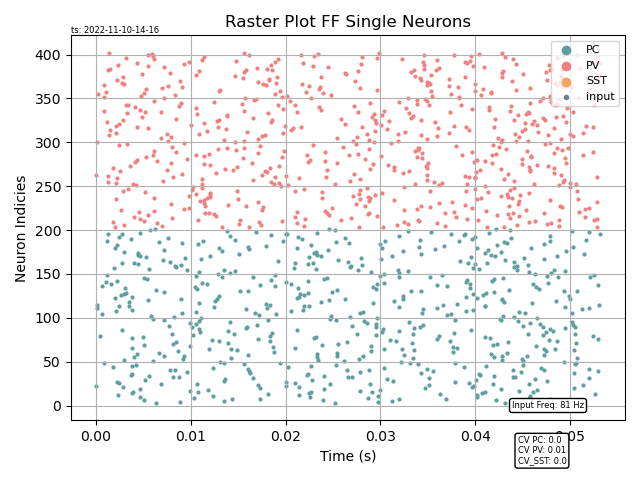 Raster Plot FF Single Neurons
ts: 2022-11-10-14-16
PC
PV
SST
input
400
350
300
250
200
150
100
50
0
Neuron Indicies
Input Freq: 81 Hz
0.00
0.01
0.02
0.03
0.04
0.05
Time (s)
CV PC: 0.0
CV PV: 0.01
CV_SST: 0.0